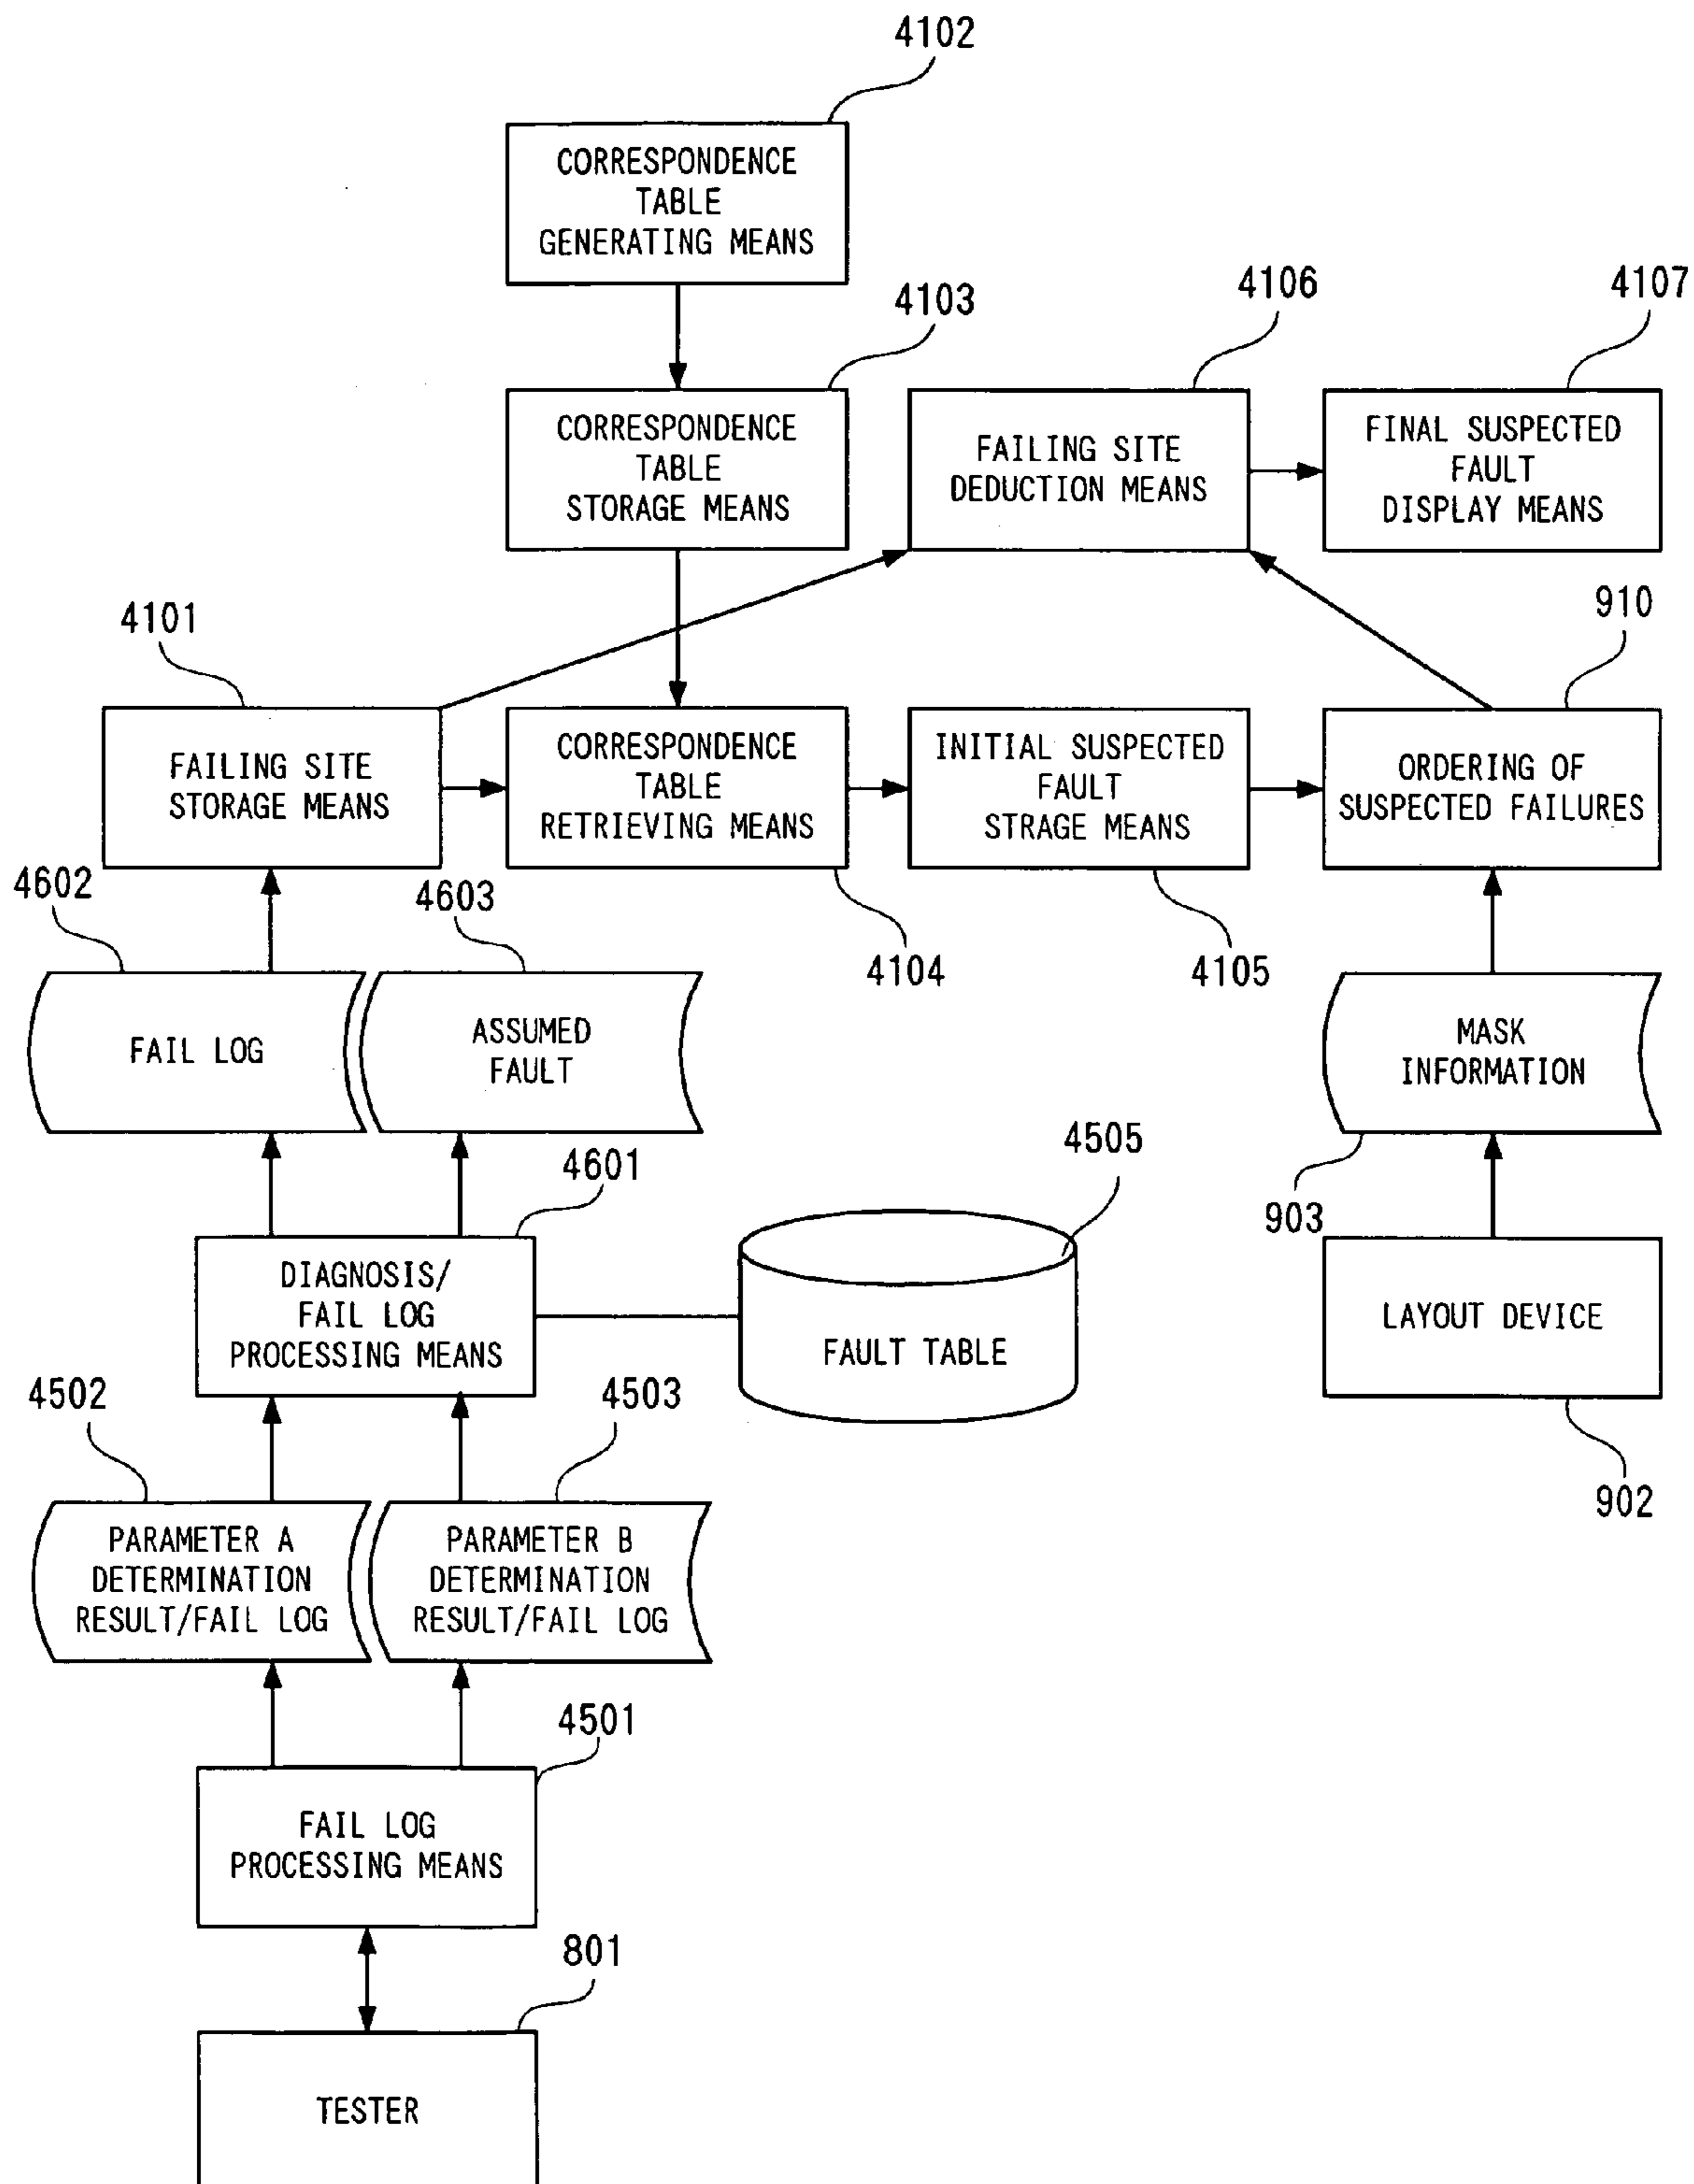 4102
CORRESPONDENCE
TABLE
GENERATING MEANS
4103
4106
4107
CORRESPONDENCE
TABLE
STORAGE MEANS
FAILING SITE
DEDUCTION MEANS
FINAL SUSPECTED
FAULT
DISPLAY MEANS
4101
910
FAILING SITE
STORAGE MEANS
CORRESPONDENCE
TABLE
RETRIEVING MEANS
INITIAL SUSPECTED
FAULT
STRAGE MEANS
ORDERING OF
SUSPECTED FAILURES
4602
4603
4104
4105
FAIL LOG
ASSUMED
FAULT
MASK
INFORMATION
4601
4505
903
DIAGNOSIS/
FAIL LOG
PROCESSING MEANS
FAULT TABLE
LAYOUT DEVICE
4502
4503
902
PARAMETER A
DETERMINATION
RESULT/FAIL LOG
PARAMETER B
DETERMINATION
RESULT/FAIL LOG
4501
FAIL LOG
PROCESSING MEANS
801
TESTER